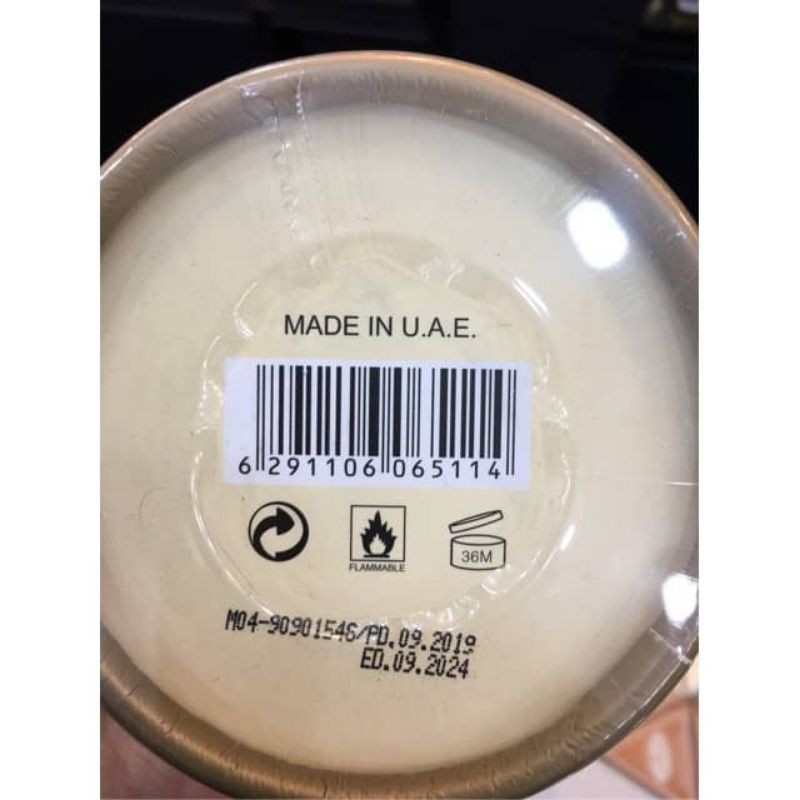 MADE IN U.A.E.
6 291106 065114
FLAMMABLE
36M
M04-90901546/PD.09.2019
ED.09.2024